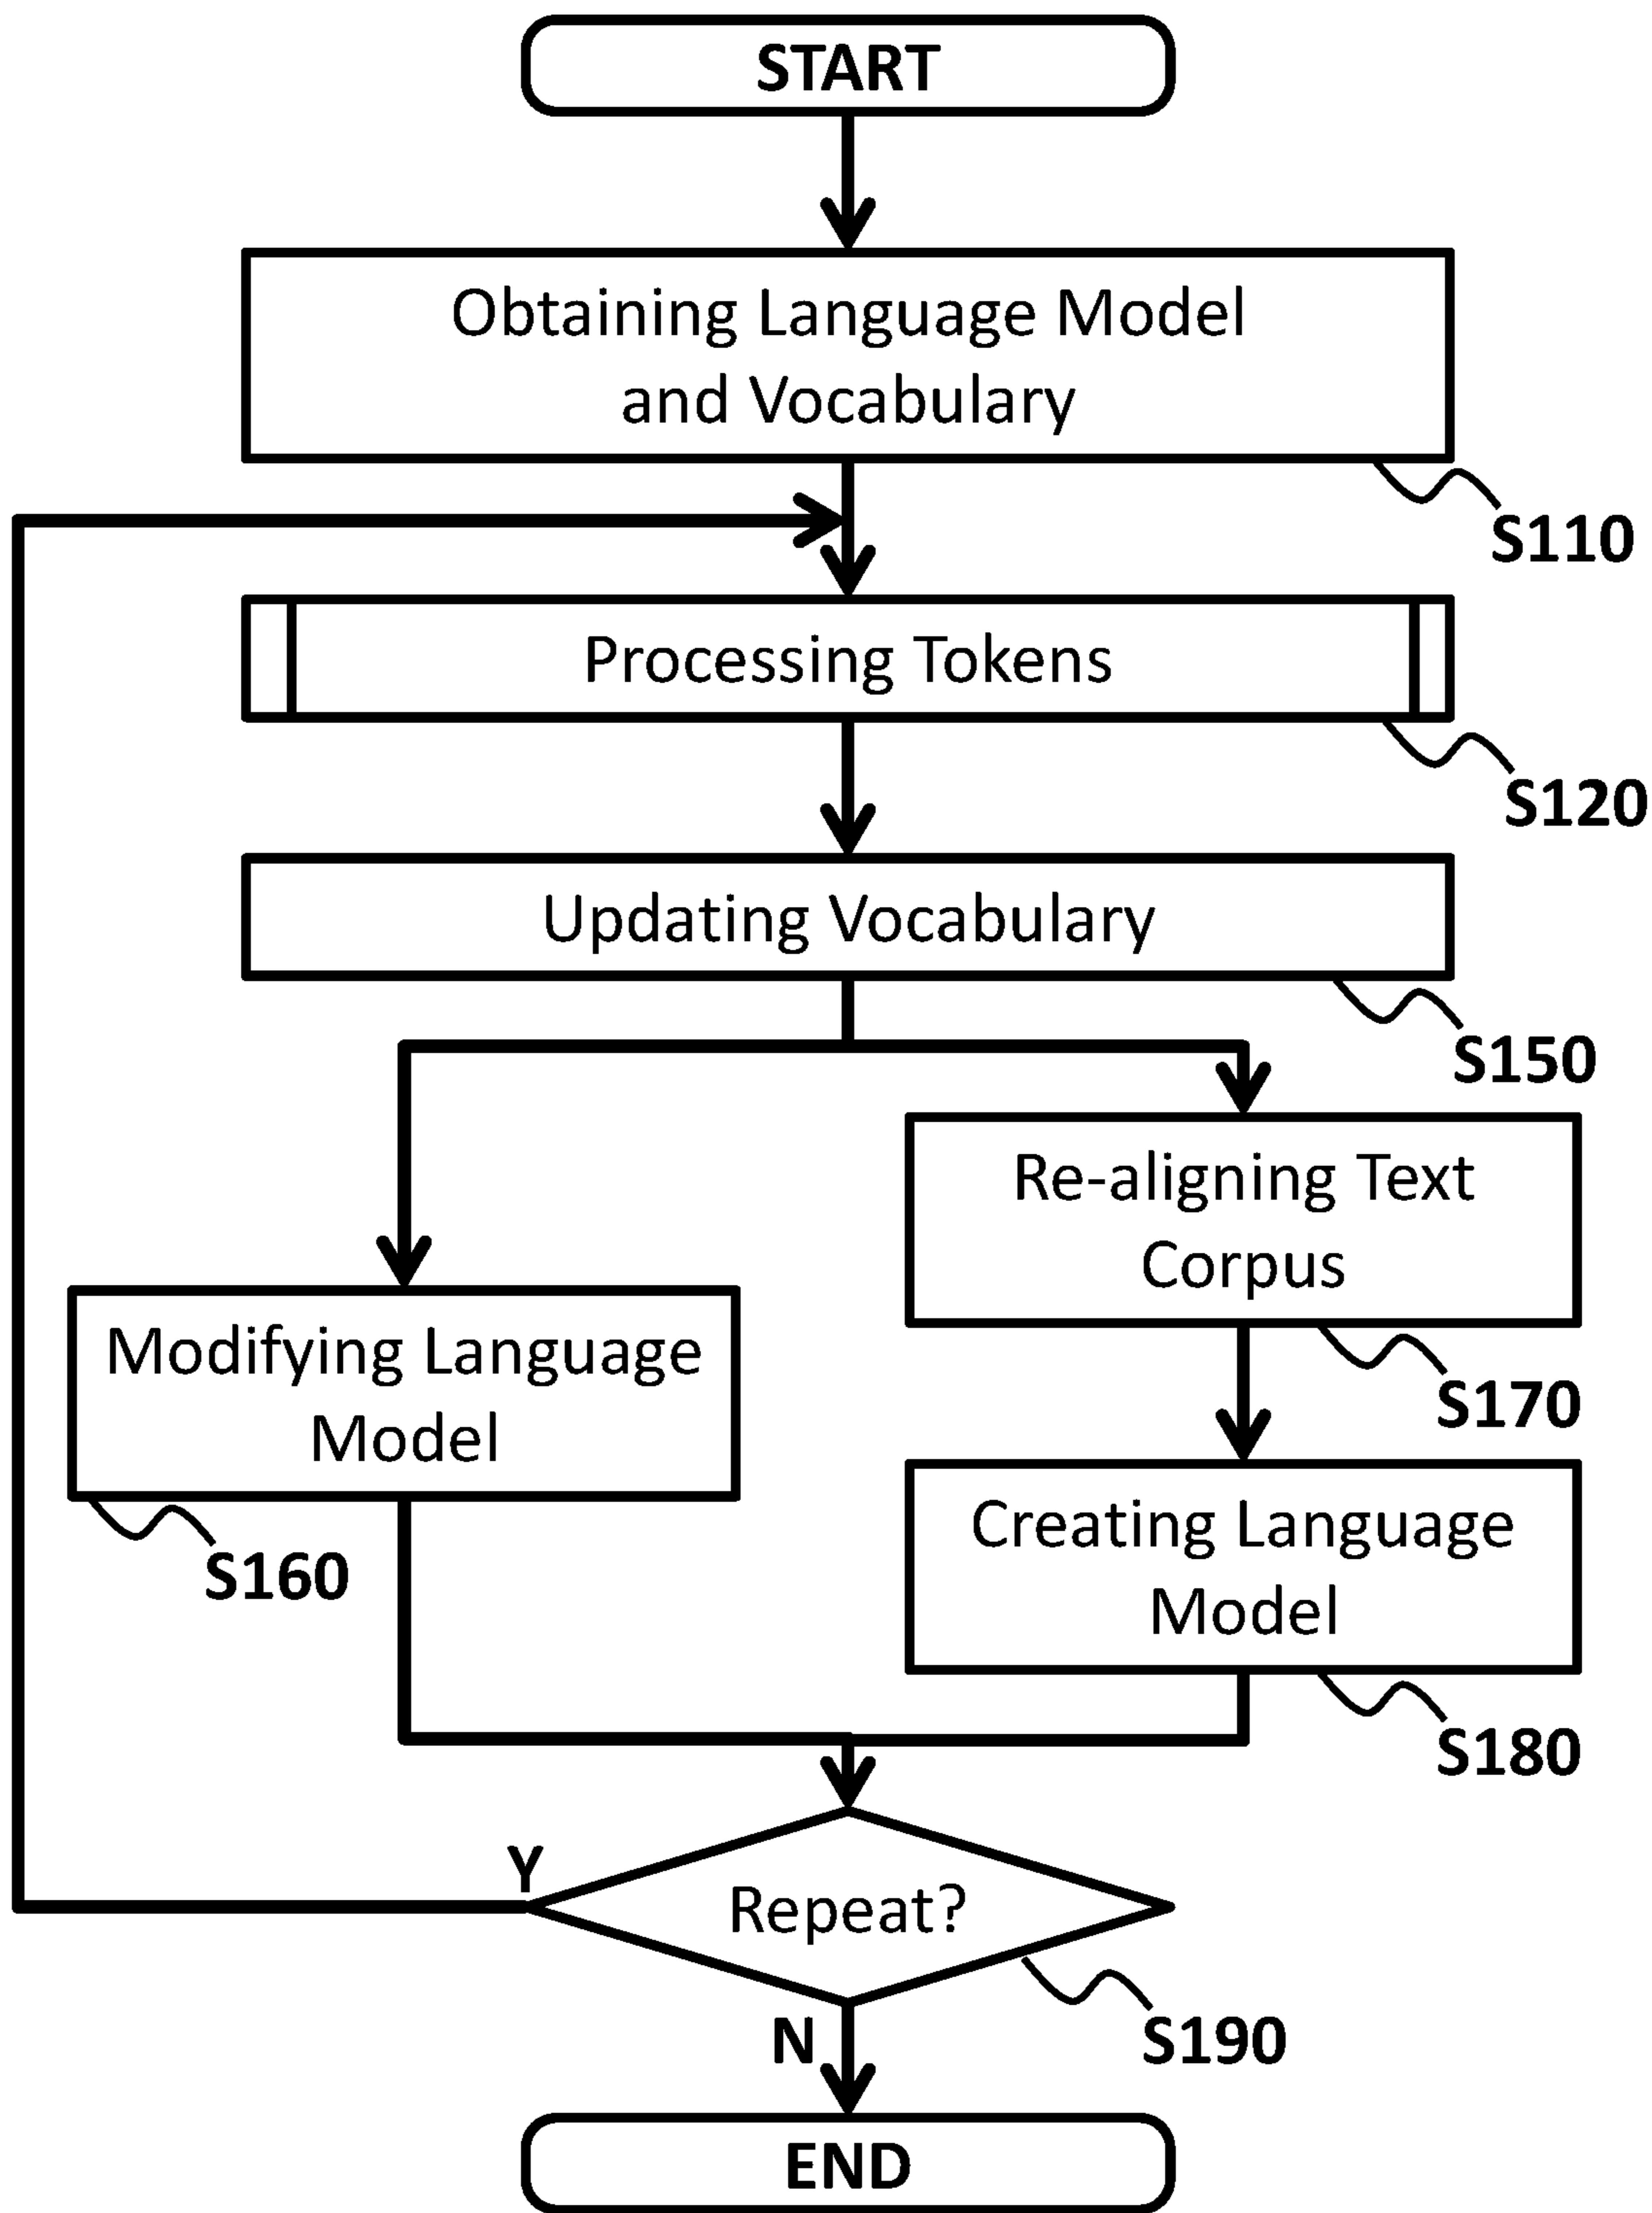 START
Obtaining Language Model
and Vocabulary
S110
Processing Tokens
S120
Updating Vocabulary
S150
Re-aligning Text
Corpus
S170
Modifying Language
Model
S160
Creating Language
Model
S180
Y
Repeat?
S190
N
END